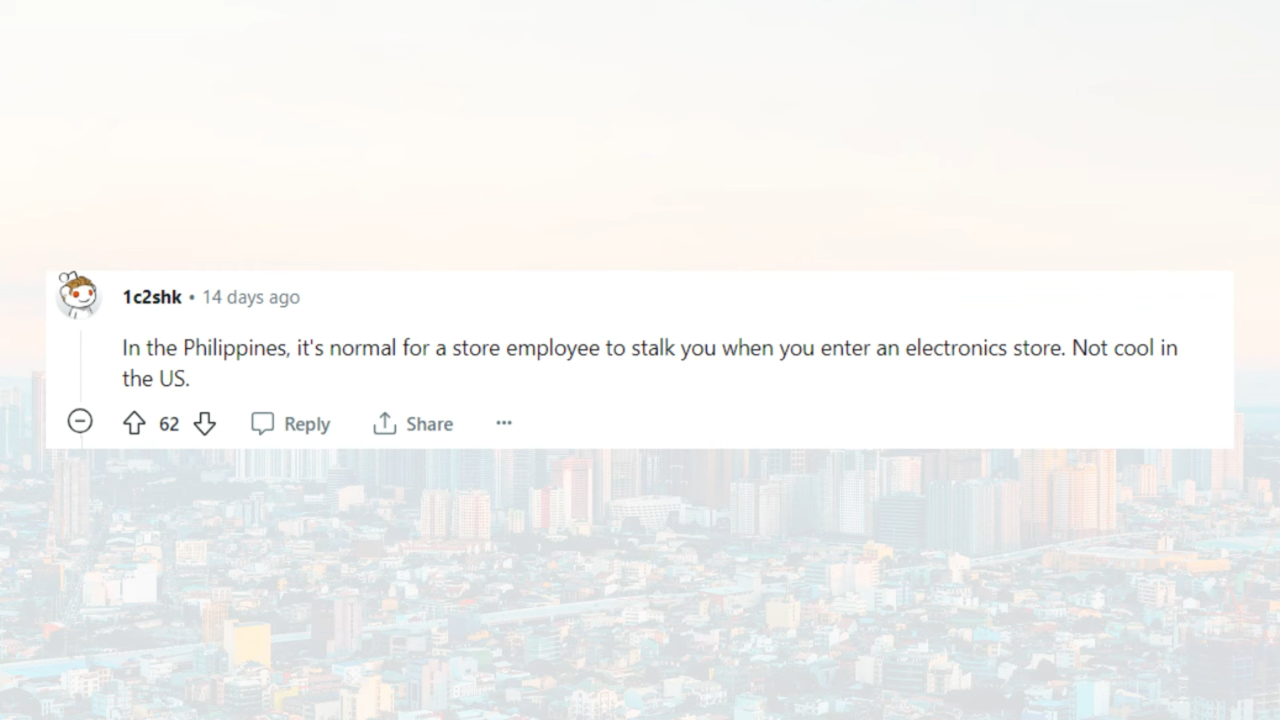 1c2shk • 14 days ago
In the Philippines, it's normal for a store employee to stalk you when you enter an electronics store. Not cool in
the US.
62 Reply Share ...